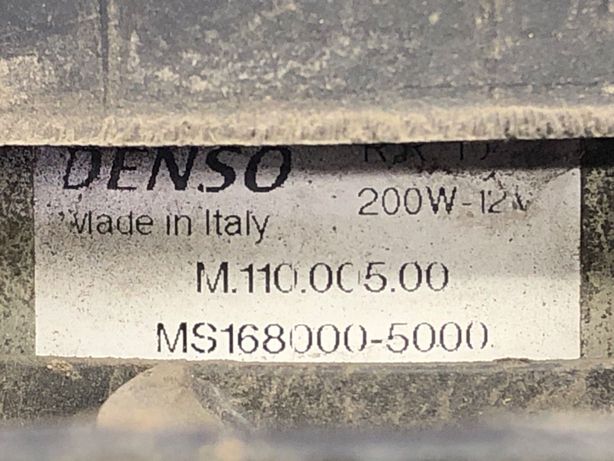 DENSO
Made in Italy 200W-12V
M.110.005.00
MS168000-5000